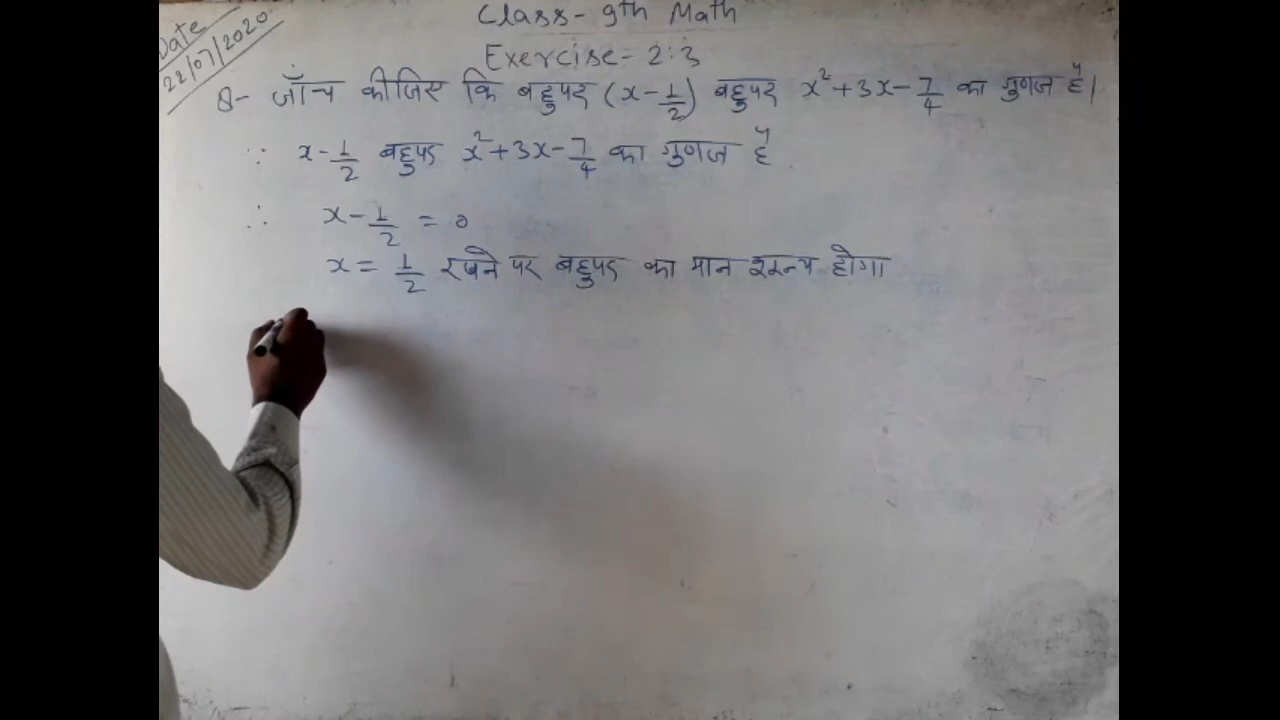 Date
22/07/2020
Class- 9th Math
Exercise- 2.3
8- जाँच कीजिए कि बहुपद (x-1/2) बहुपद x²+3x-7/4 का गुणज है।
∵ x-1/2 बहुपद x²+3x-7/4 का गुणज है
∴ x-1/2 = 0
x = 1/2 रखने पर बहुपद का मान शून्य होगा